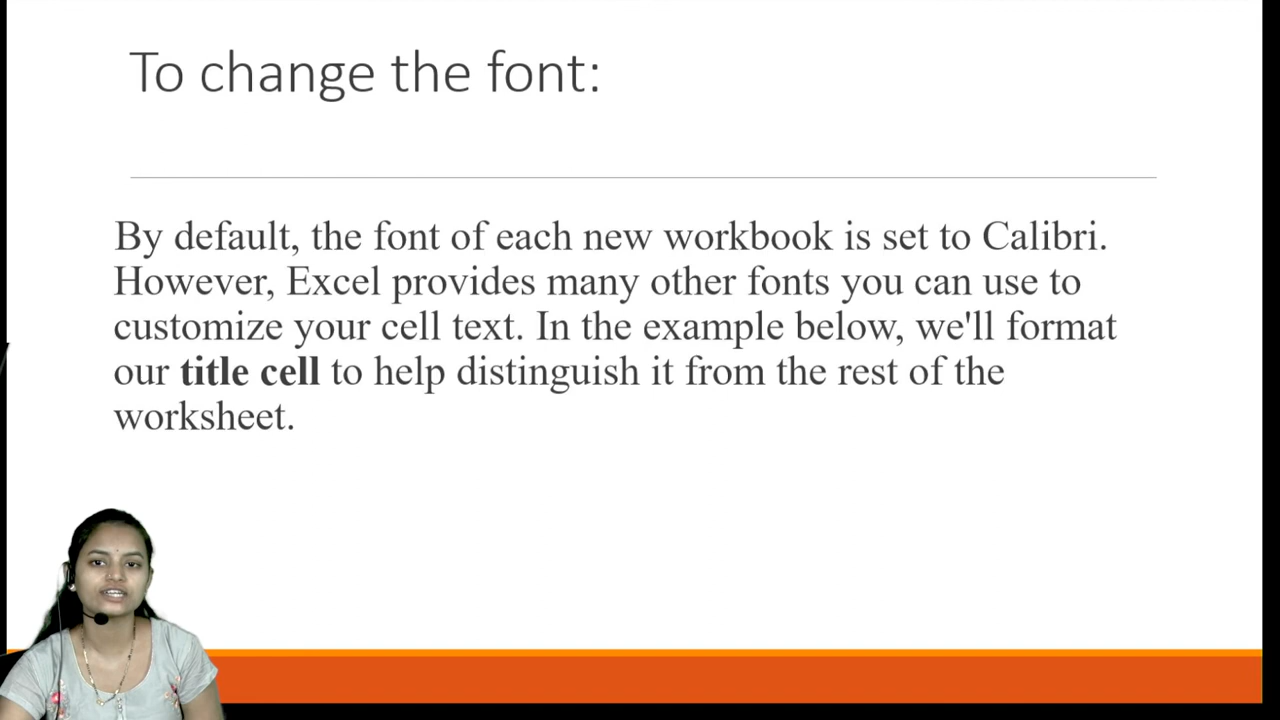 To change the font:
By default, the font of each new workbook is set to Calibri.
However, Excel provides many other fonts you can use to
customize your cell text. In the example below, we'll format
our title cell to help distinguish it from the rest of the
worksheet.